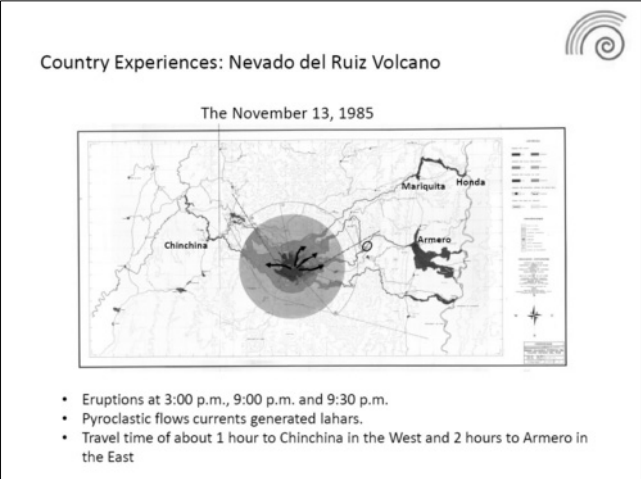 Country Experiences: Nevado del Ruiz Volcano
The November 13, 1985
Mariquita
Honda
Chinchina
Armero
• Eruptions at 3:00 p.m., 9:00 p.m. and 9:30 p.m.
• Pyroclastic flows currents generated lahars.
• Travel time of about 1 hour to Chinchina in the West and 2 hours to Armero in
the East